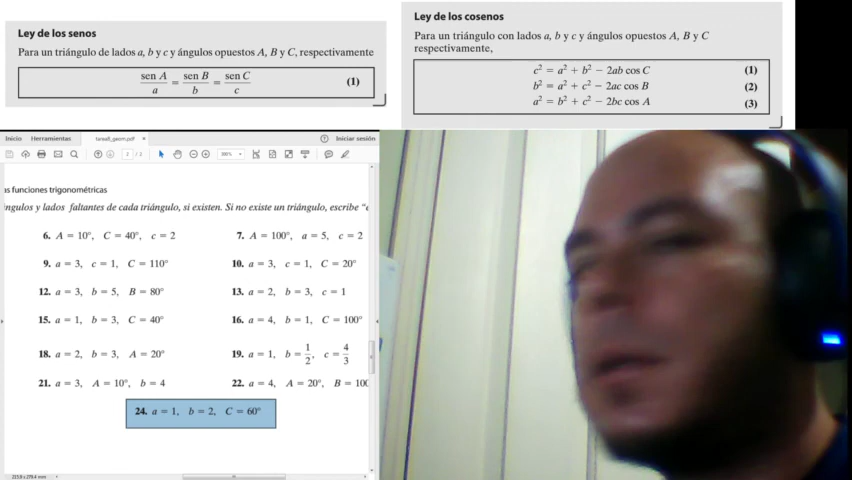 Ley de los senos
Para un triángulo de lados a, b y c y ángulos opuestos A, B y C, respectivamente
sen A / a = sen B / b = sen C / c (1)
Ley de los cosenos
Para un triángulo con lados a, b y c y ángulos opuestos A, B y C
respectivamente,
c² = a² + b² − 2ab cos C (1)
b² = a² + c² − 2ac cos B (2)
a² = b² + c² − 2bc cos A (3)
Inicio Herramientas tarea8_geom.pdf × Iniciar sesión
2 / 2 300%
as funciones trigonométricas
ngulos y lados faltantes de cada triángulo, si existen. Si no existe un triángulo, escribe “
6. A = 10°, C = 40°, c = 2 7. A = 100°, a = 5, c = 2
9. a = 3, c = 1, C = 110° 10. a = 3, c = 1, C = 20°
12. a = 3, b = 5, B = 80° 13. a = 2, b = 3, c = 1
15. a = 1, b = 3, C = 40° 16. a = 4, b = 1, C = 100°
18. a = 2, b = 3, A = 20° 19. a = 1, b = 1/2, c = 4/3
21. a = 3, A = 10°, b = 4 22. a = 4, A = 20°, B = 100
24. a = 1, b = 2, C = 60°